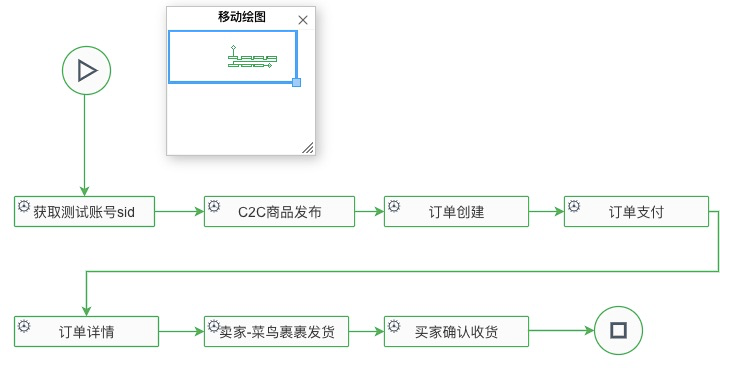 移动绘图
获取测试账号sid
C2C商品发布
订单创建
订单支付
订单详情
卖家-菜鸟裹裹发货
买家确认收货